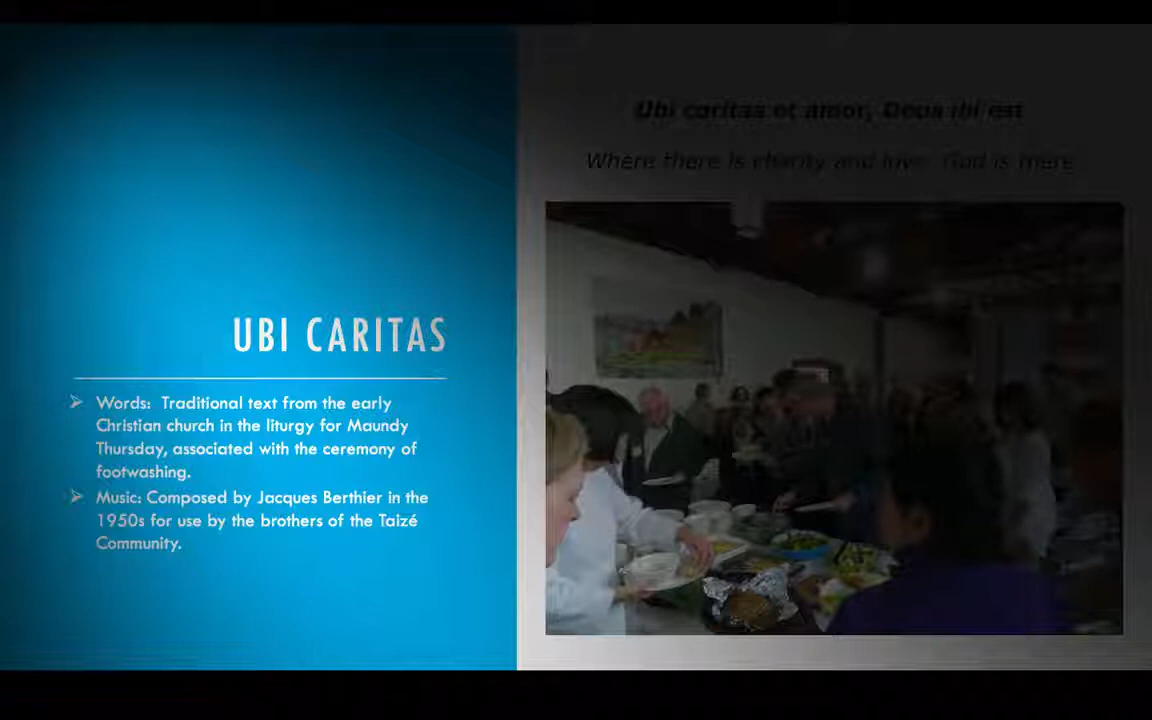 Ubi caritas et amor, Deus ibi est
Where there is charity and love, God is there
UBI CARITAS
Words: Traditional text from the early
Christian church in the liturgy for Maundy
Thursday, associated with the ceremony of
footwashing.
Music: Composed by Jacques Berthier in the
1950s for use by the brothers of the Taizé
Community.